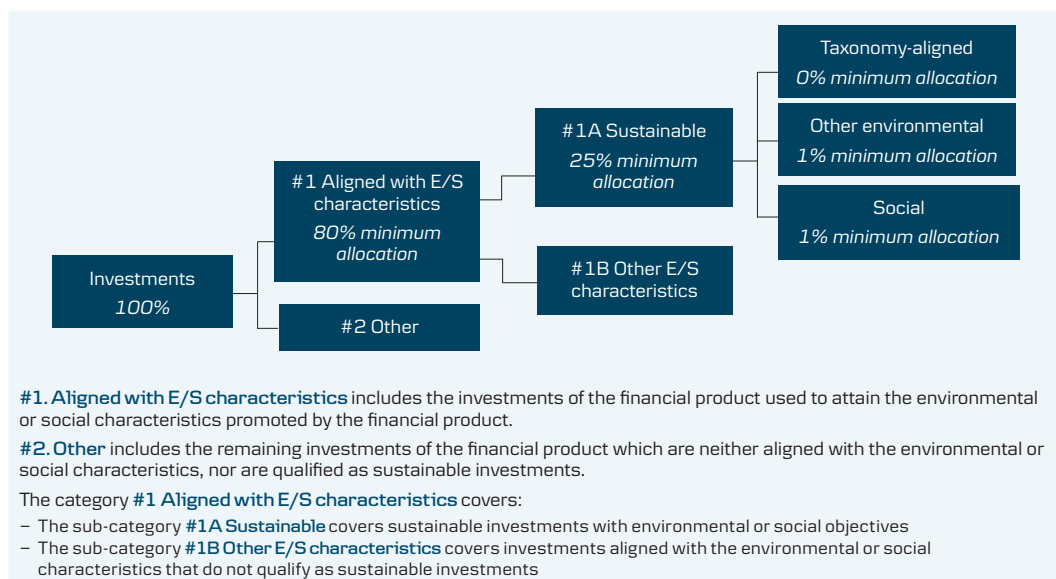 Taxonomy-aligned
0% minimum allocation
#1A Sustainable
25% minimum
allocation
Other environmental
1% minimum allocation
#1 Aligned with E/S
characteristics
80% minimum
allocation
Social
1% minimum allocation
Investments
100%
#1B Other E/S
characteristics
#2 Other
#1. Aligned with E/S characteristics includes the investments of the financial product used to attain the environmental
or social characteristics promoted by the financial product.
#2. Other includes the remaining investments of the financial product which are neither aligned with the environmental or
social characteristics, nor are qualified as sustainable investments.
The category #1 Aligned with E/S characteristics covers:
– The sub-category #1A Sustainable covers sustainable investments with environmental or social objectives
– The sub-category #1B Other E/S characteristics covers investments aligned with the environmental or social
characteristics that do not qualify as sustainable investments